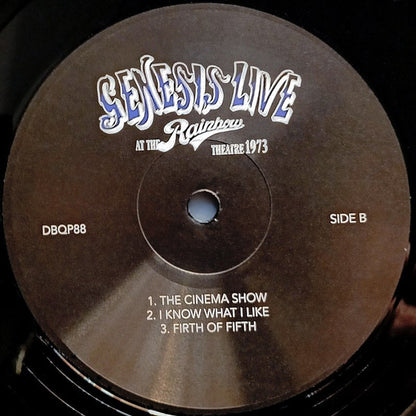 GENESIS LIVE
AT THE Rainbow THEATRE 1973
DBQP88
SIDE B
1. THE CINEMA SHOW
2. I KNOW WHAT I LIKE
3. FIRTH OF FIFTH